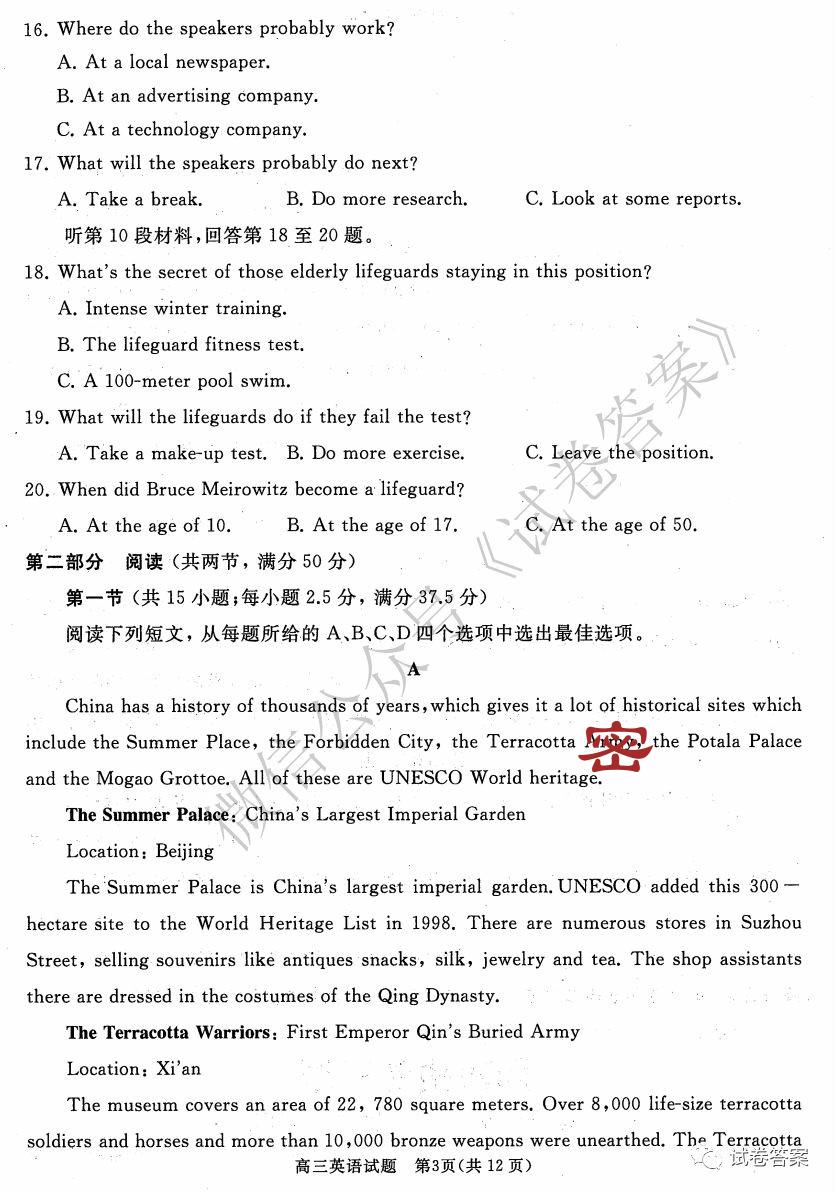 16. Where do the speakers probably work?
A. At a local newspaper.
B. At an advertising company.
C. At a technology company.
17. What will the speakers probably do next?
A. Take a break. B. Do more research. C. Look at some reports.
听第 10 段材料,回答第 18 至 20 题。
18. What's the secret of those elderly lifeguards staying in this position?
A. Intense winter training.
B. The lifeguard fitness test.
C. A 100-meter pool swim.
19. What will the lifeguards do if they fail the test?
A. Take a make-up test. B. Do more exercise. C. Leave the position.
20. When did Bruce Meirowitz become a lifeguard?
A. At the age of 10. B. At the age of 17. C. At the age of 50.
第二部分 阅读(共两节,满分 50 分)
第一节(共 15 小题;每小题 2.5 分,满分 37.5 分)
阅读下列短文,从每题所给的 A、B、C、D 四个选项中选出最佳选项。
A
China has a history of thousands of years,which gives it a lot of historical sites which
include the Summer Place, the Forbidden City, the Terracotta Army, the Potala Palace
and the Mogao Grottoe. All of these are UNESCO World heritage.
The Summer Palace: China's Largest Imperial Garden
Location: Beijing
The Summer Palace is China's largest imperial garden. UNESCO added this 300-
hectare site to the World Heritage List in 1998. There are numerous stores in Suzhou
Street, selling souvenirs like antiques snacks, silk, jewelry and tea. The shop assistants
there are dressed in the costumes of the Qing Dynasty.
The Terracotta Warriors: First Emperor Qin's Buried Army
Location: Xi'an
The museum covers an area of 22, 780 square meters. Over 8,000 life-size terracotta
soldiers and horses and more than 10,000 bronze weapons were unearthed. The Terracotta
高三英语试题 第3页(共 12 页)
微信公众号《试卷答案》
密
试卷答案